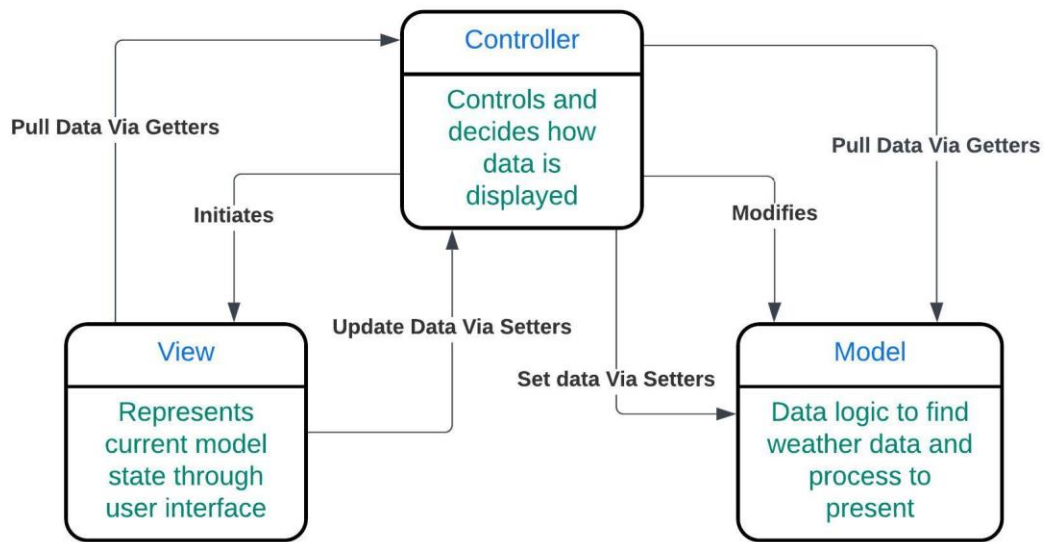 Controller
Controls and
decides how
data is
displayed
Pull Data Via Getters
Pull Data Via Getters
Initiates
Modifies
Update Data Via Setters
Set data Via Setters
View
Represents
current model
state through
user interface
Model
Data logic to find
weather data and
process to
present